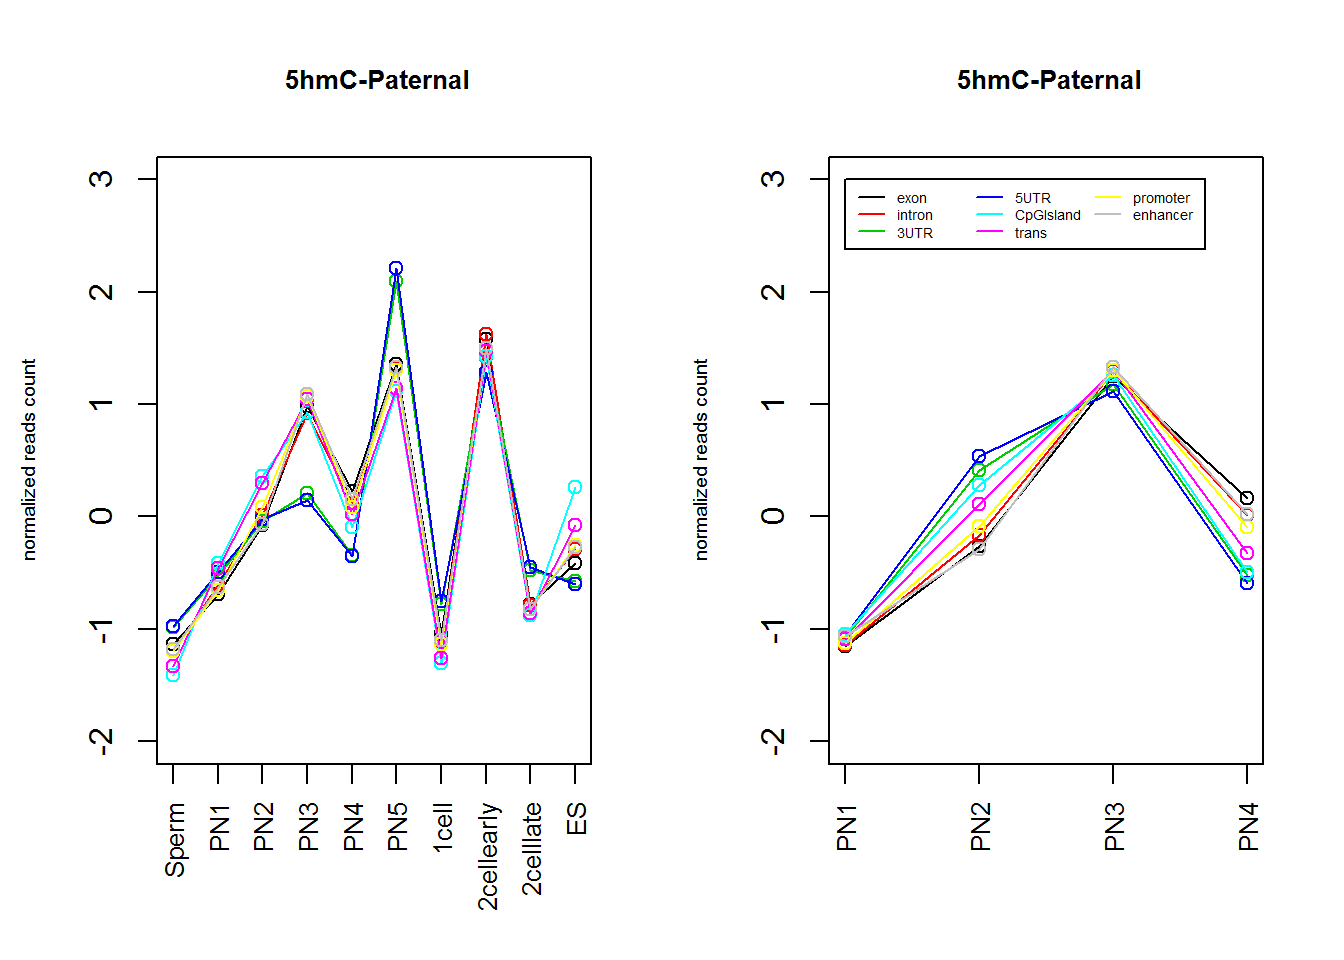 5hmC-Paternal
normalized reads count
3
2
1
0
-1
-2
Sperm
PN1
PN2
PN3
PN4
PN5
1cell
2cellearly
2celllate
ES
5hmC-Paternal
normalized reads count
3
2
1
0
-1
-2
exon
intron
3UTR
5UTR
CpGIsland
trans
promoter
enhancer
PN1
PN2
PN3
PN4